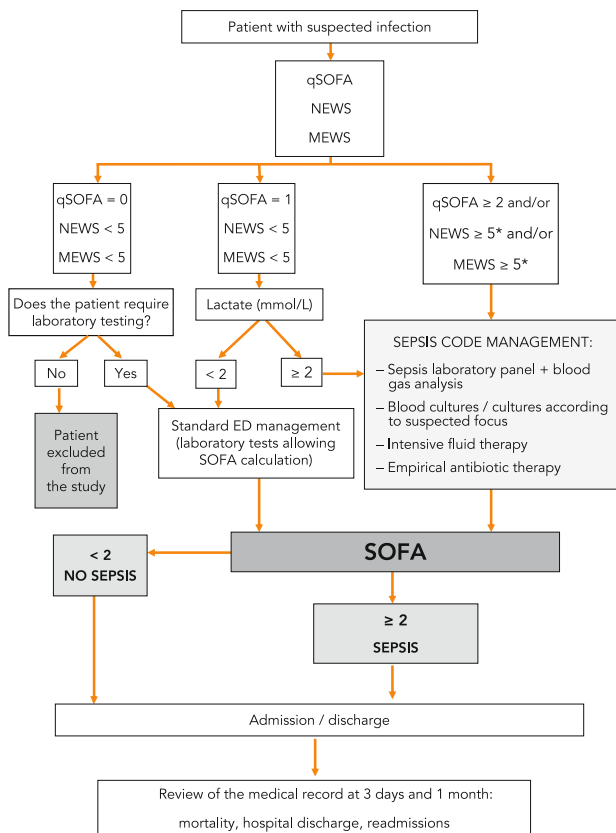 Patient with suspected infection
qSOFA
NEWS
MEWS
qSOFA = 0
NEWS < 5
MEWS < 5
qSOFA = 1
NEWS < 5
MEWS < 5
qSOFA ≥ 2 and/or
NEWS ≥ 5* and/or
MEWS ≥ 5*
Does the patient require
laboratory testing?
Lactate (mmol/L)
No
Yes
< 2
≥ 2
SEPSIS CODE MANAGEMENT:
– Sepsis laboratory panel + blood
gas analysis
– Blood cultures / cultures according
to suspected focus
– Intensive fluid therapy
– Empirical antibiotic therapy
Patient
excluded
from
the study
Standard ED management
(laboratory tests allowing
SOFA calculation)
SOFA
< 2
NO SEPSIS
≥ 2
SEPSIS
Admission / discharge
Review of the medical record at 3 days and 1 month:
mortality, hospital discharge, readmissions